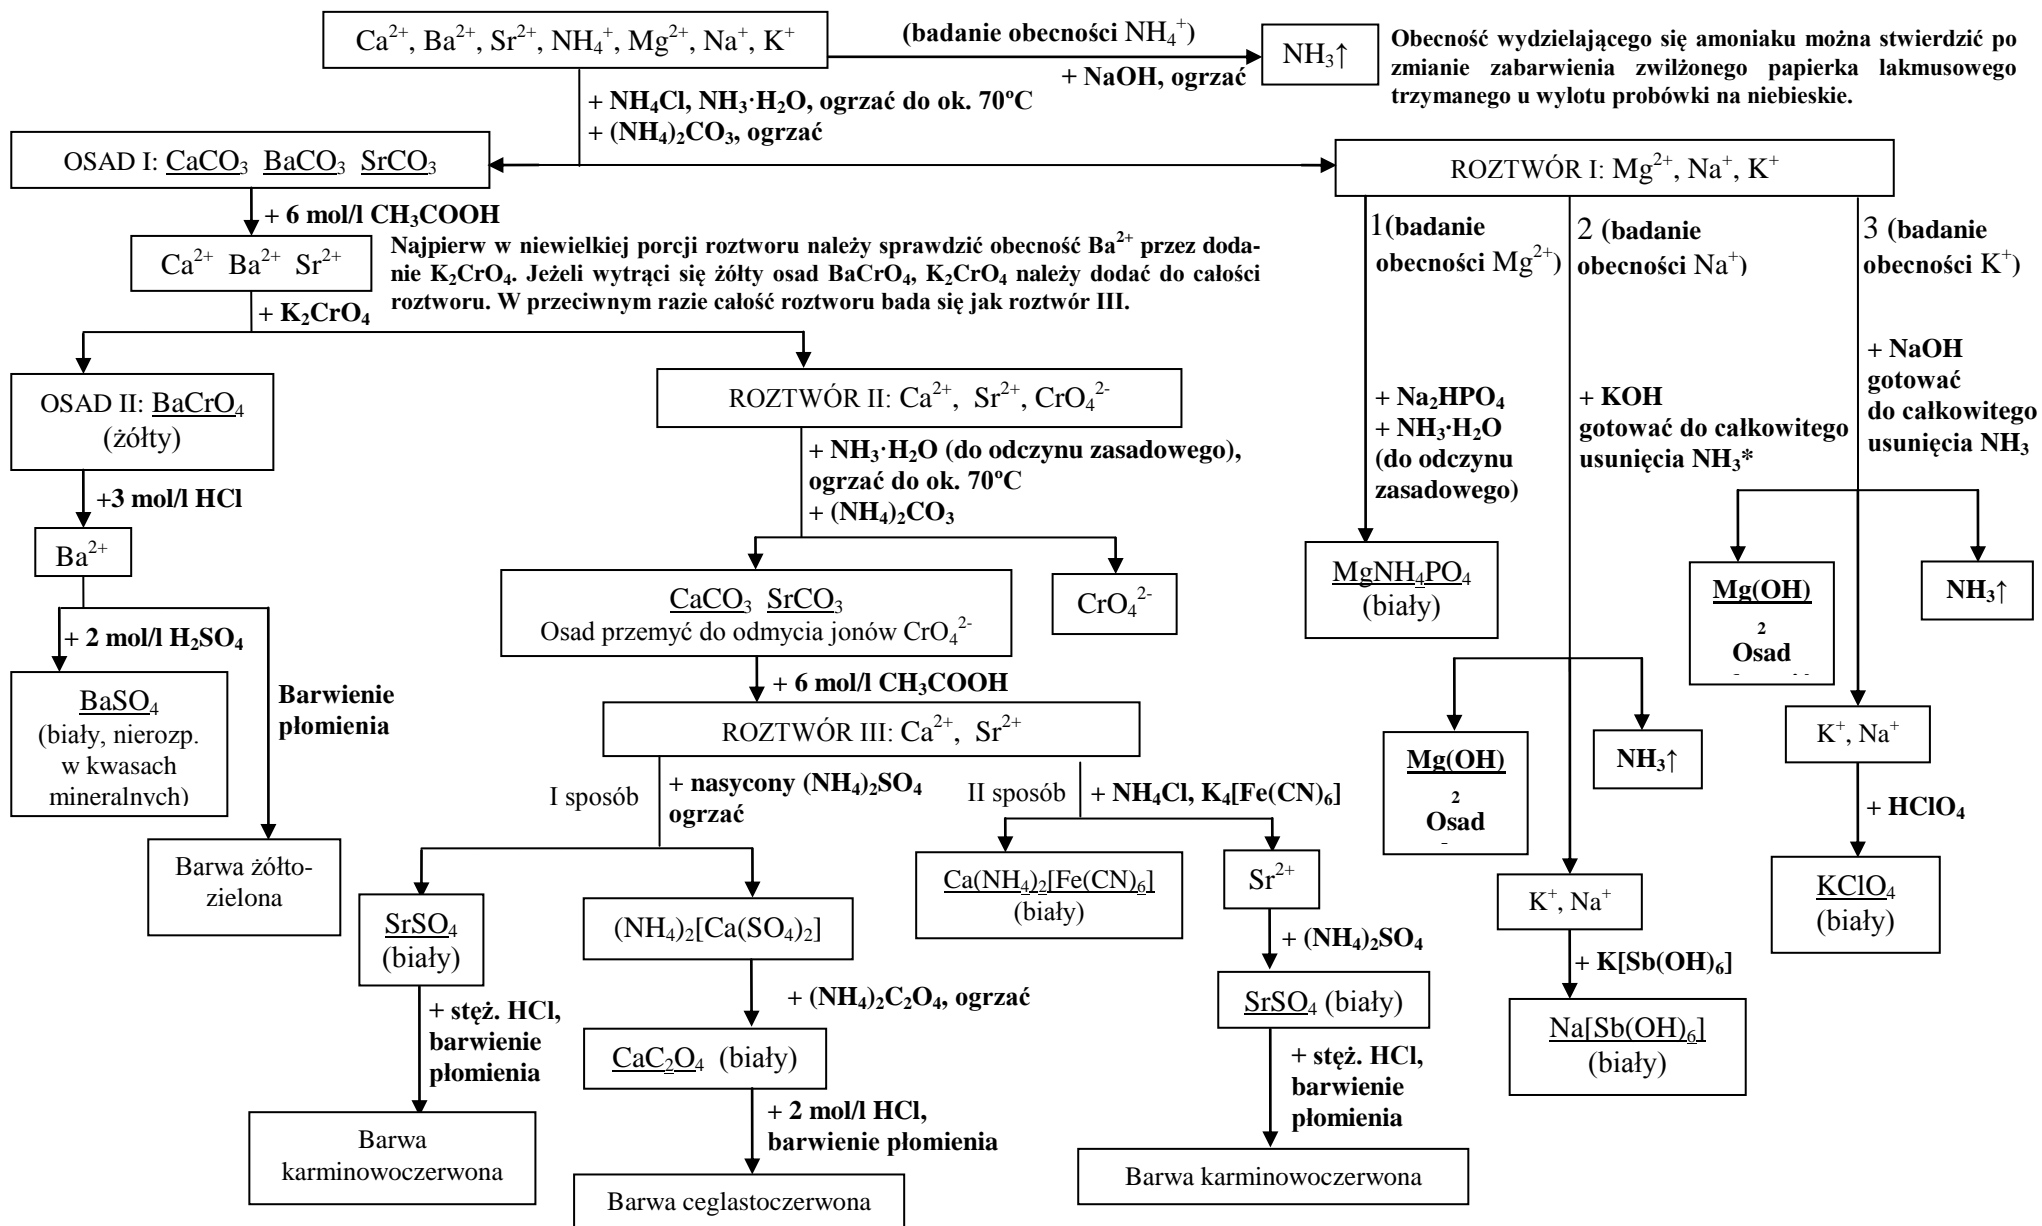 Ca²⁺, Ba²⁺, Sr²⁺, NH₄⁺, Mg²⁺, Na⁺, K⁺
(badanie obecności NH₄⁺)
+ NaOH, ogrzać
NH₃↑
Obecność wydzielającego się amoniaku można stwierdzić po
zmianie zabarwienia zwilżonego papierka lakmusowego
trzymanego u wylotu probówki na niebieskie.
+ NH₄Cl, NH₃·H₂O, ogrzać do ok. 70ºC
+ (NH₄)₂CO₃, ogrzać
OSAD I: CaCO₃ BaCO₃ SrCO₃
ROZTWÓR I: Mg²⁺, Na⁺, K⁺
+ 6 mol/l CH₃COOH
Ca²⁺ Ba²⁺ Sr²⁺
Najpierw w niewielkiej porcji roztworu należy sprawdzić obecność Ba²⁺ przez doda-
nie K₂CrO₄. Jeżeli wytrąci się żółty osad BaCrO₄, K₂CrO₄ należy dodać do całości
roztworu. W przeciwnym razie całość roztworu bada się jak roztwór III.
+ K₂CrO₄
OSAD II: BaCrO₄
(żółty)
+3 mol/l HCl
Ba²⁺
+ 2 mol/l H₂SO₄
BaSO₄
(biały, nierozp.
w kwasach
mineralnych)
Barwienie
płomienia
Barwa żółto-
zielona
ROZTWÓR II: Ca²⁺, Sr²⁺, CrO₄²⁻
+ NH₃·H₂O (do odczynu zasadowego),
ogrzać do ok. 70ºC
+ (NH₄)₂CO₃
CaCO₃ SrCO₃
Osad przemyć do odmycia jonów CrO₄²⁻
CrO₄²⁻
+ 6 mol/l CH₃COOH
ROZTWÓR III: Ca²⁺, Sr²⁺
I sposób
+ nasycony (NH₄)₂SO₄
ogrzać
SrSO₄
(biały)
+ stęż. HCl,
barwienie
płomienia
Barwa
karminowoczerwona
(NH₄)₂[Ca(SO₄)₂]
+ (NH₄)₂C₂O₄, ogrzać
CaC₂O₄ (biały)
+ 2 mol/l HCl,
barwienie płomienia
Barwa ceglastoczerwona
II sposób
+ NH₄Cl, K₄[Fe(CN)₆]
Ca(NH₄)₂[Fe(CN)₆]
(biały)
Sr²⁺
+ (NH₄)₂SO₄
SrSO₄ (biały)
+ stęż. HCl,
barwienie
płomienia
Barwa karminowoczerwona
1(badanie
obecności Mg²⁺)
+ Na₂HPO₄
+ NH₃·H₂O
(do odczynu
zasadowego)
MgNH₄PO₄
(biały)
2 (badanie
obecności Na⁺)
+ KOH
gotować do całkowitego
usunięcia NH₃*
Mg(OH)
2
Osad
NH₃↑
K⁺, Na⁺
+ K[Sb(OH)₆]
Na[Sb(OH)₆]
(biały)
3 (badanie
obecności K⁺)
+ NaOH
gotować
do całkowitego
usunięcia NH₃
Mg(OH)
2
Osad
NH₃↑
K⁺, Na⁺
+ HClO₄
KClO₄
(biały)